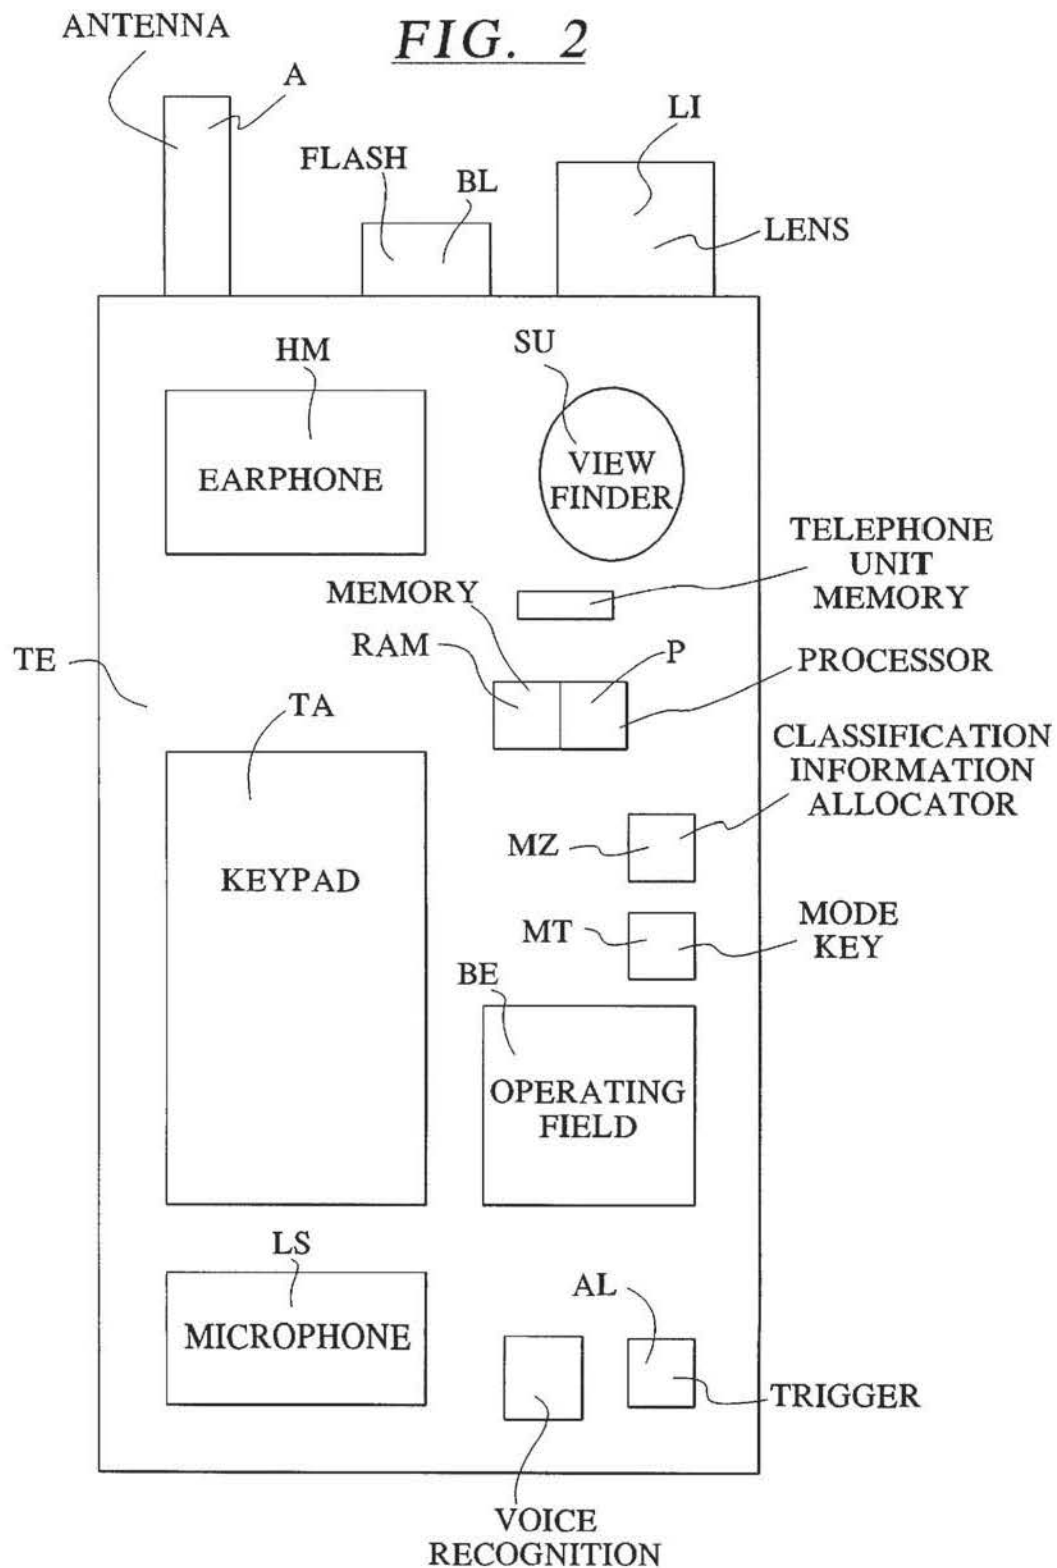 FIG. 2
ANTENNA
A
FLASH
BL
LI
LENS
HM
EARPHONE
SU
VIEW
FINDER
TELEPHONE
UNIT
MEMORY
MEMORY
RAM
P
PROCESSOR
TE
TA
KEYPAD
CLASSIFICATION
INFORMATION
ALLOCATOR
MZ
MT
MODE
KEY
BE
OPERATING
FIELD
LS
MICROPHONE
AL
TRIGGER
VOICE
RECOGNITION